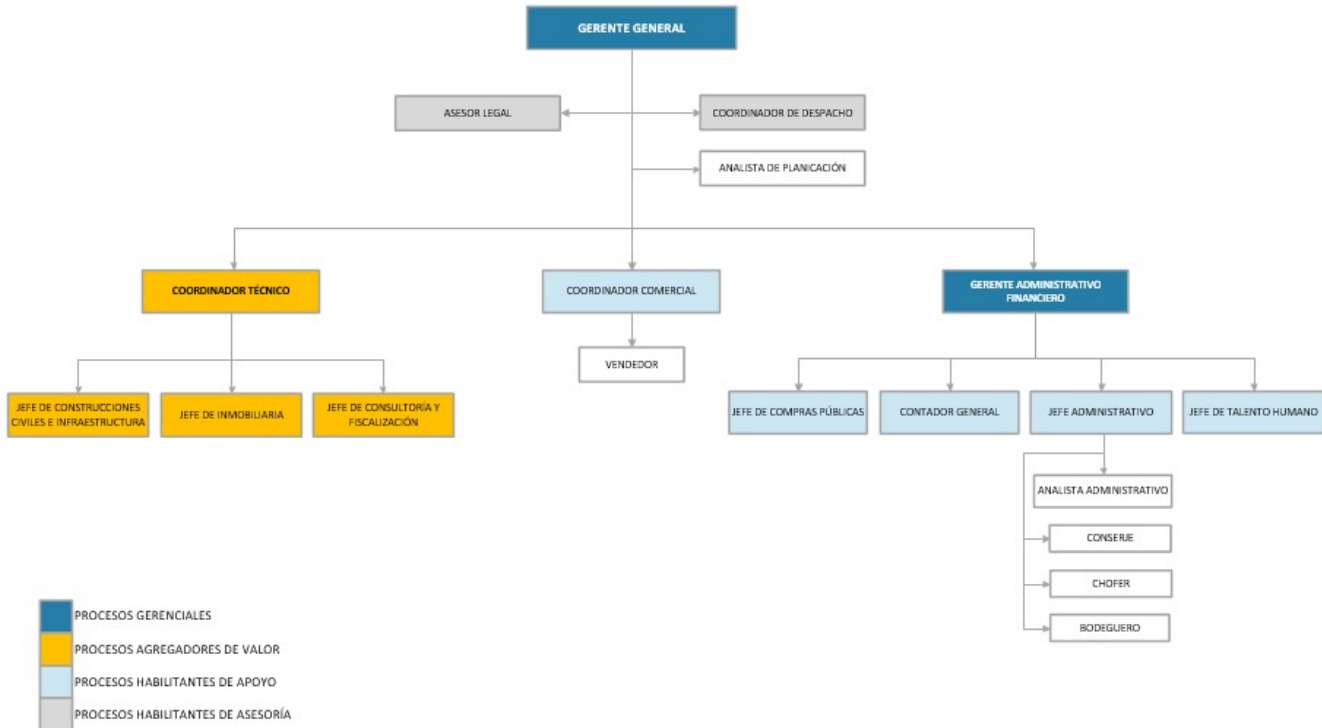 GERENTE GENERAL
ASESOR LEGAL
COORDINADOR DE DESPACHO
ANALISTA DE PLANICACIÓN
COORDINADOR TÉCNICO
COORDINADOR COMERCIAL
GERENTE ADMINISTRATIVO
FINANCIERO
VENDEDOR
JEFE DE CONSTRUCCIONES
CIVILES E INFRAESTRUCTURA
JEFE DE INMOBILIARIA
JEFE DE CONSULTORÍA Y
FISCALIZACIÓN
JEFE DE COMPRAS PÚBLICAS
CONTADOR GENERAL
JEFE ADMINISTRATIVO
JEFE DE TALENTO HUMANO
ANALISTA ADMINISTRATIVO
CONSERJE
CHOFER
BODEGUERO
PROCESOS GERENCIALES
PROCESOS AGREGADORES DE VALOR
PROCESOS HABILITANTES DE APOYO
PROCESOS HABILITANTES DE ASESORÍA